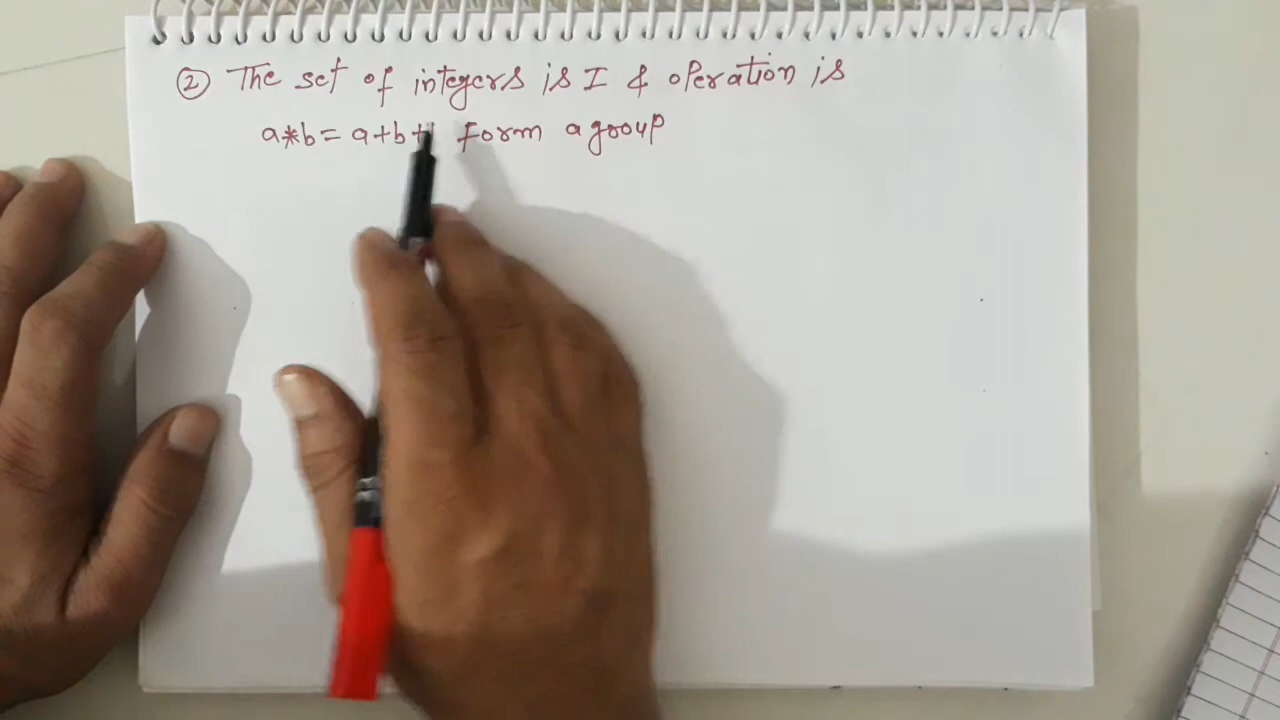 ② The set of integers is I & operation is
a*b = a+b+1 Form a group